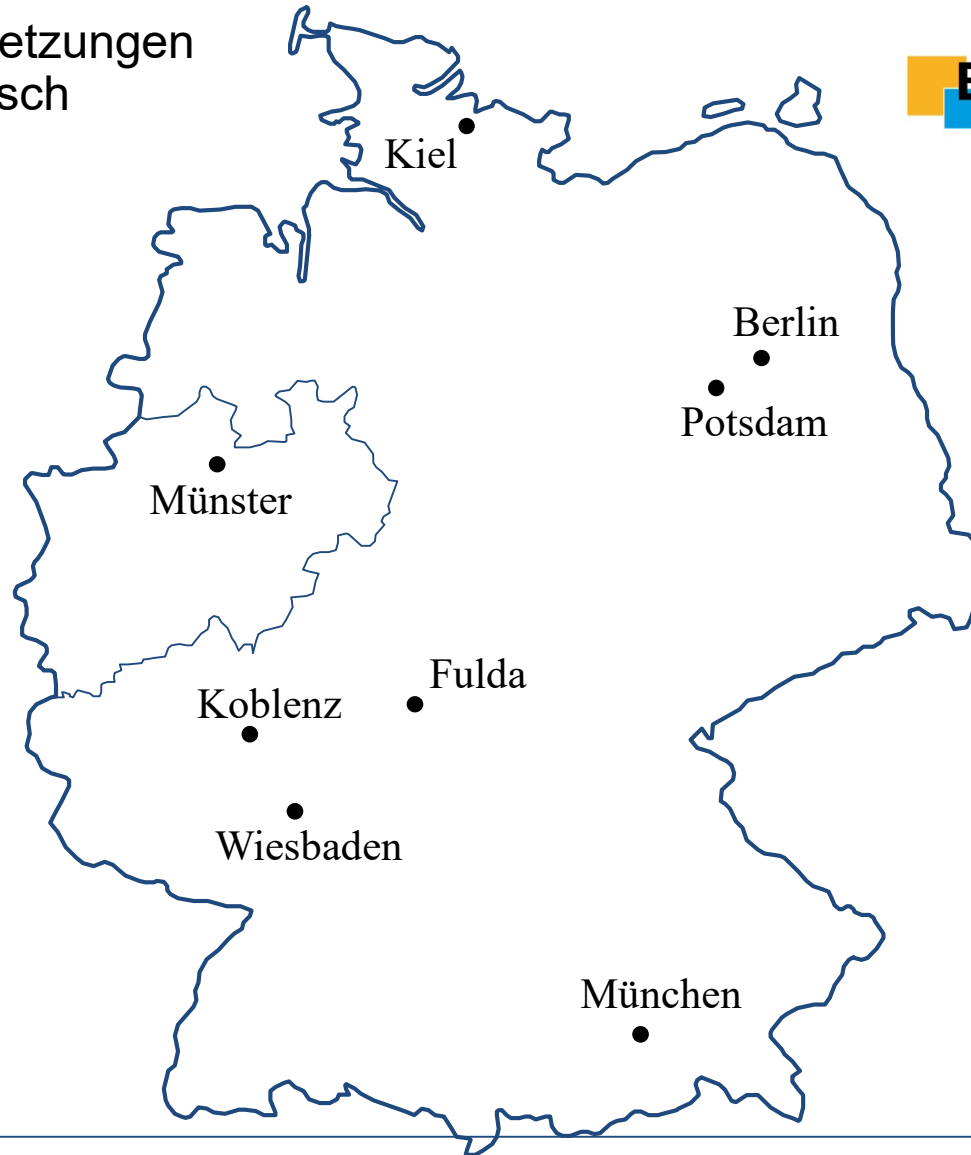 etzungen
sch
E
Kiel
Berlin
Potsdam
Münster
Fulda
Koblenz
Wiesbaden
München